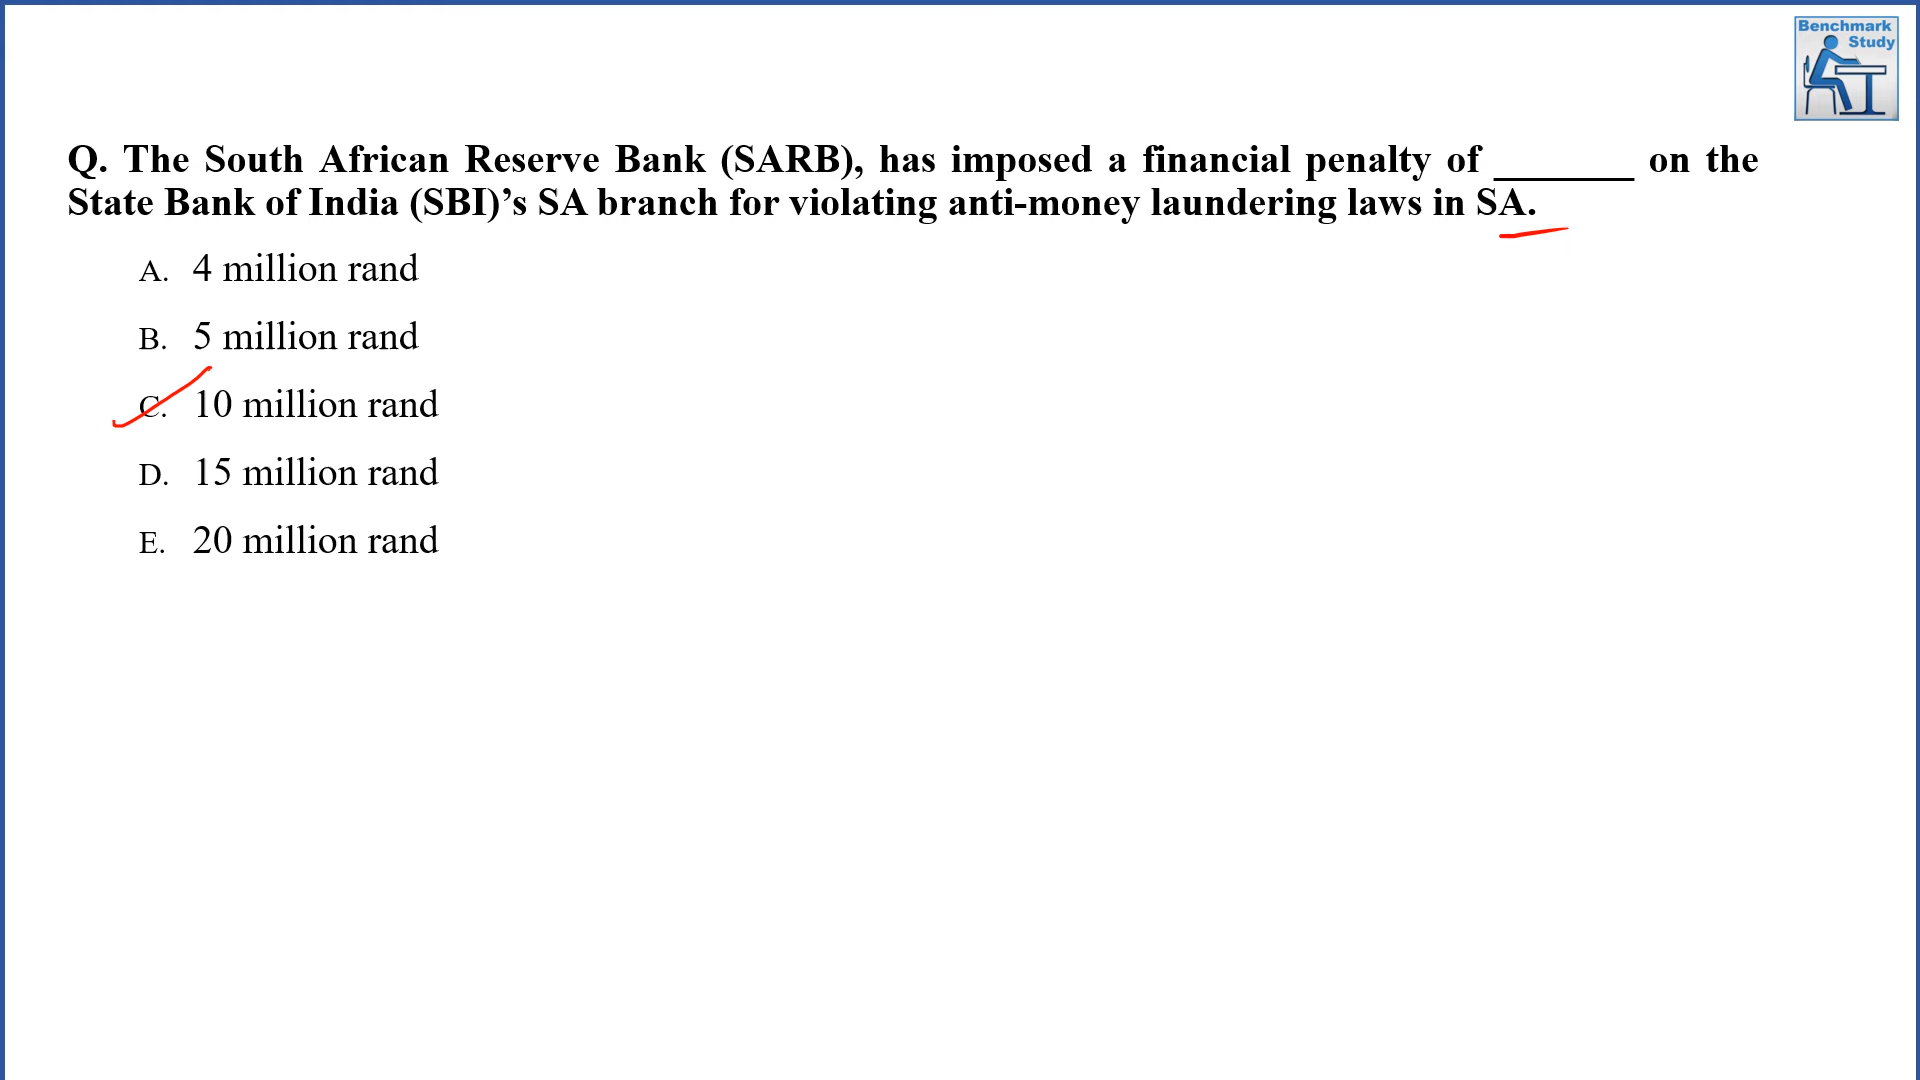 Benchmark
Study
Q. The South African Reserve Bank (SARB), has imposed a financial penalty of _______ on the
State Bank of India (SBI)’s SA branch for violating anti-money laundering laws in SA.
A. 4 million rand
B. 5 million rand
C. 10 million rand
D. 15 million rand
E. 20 million rand